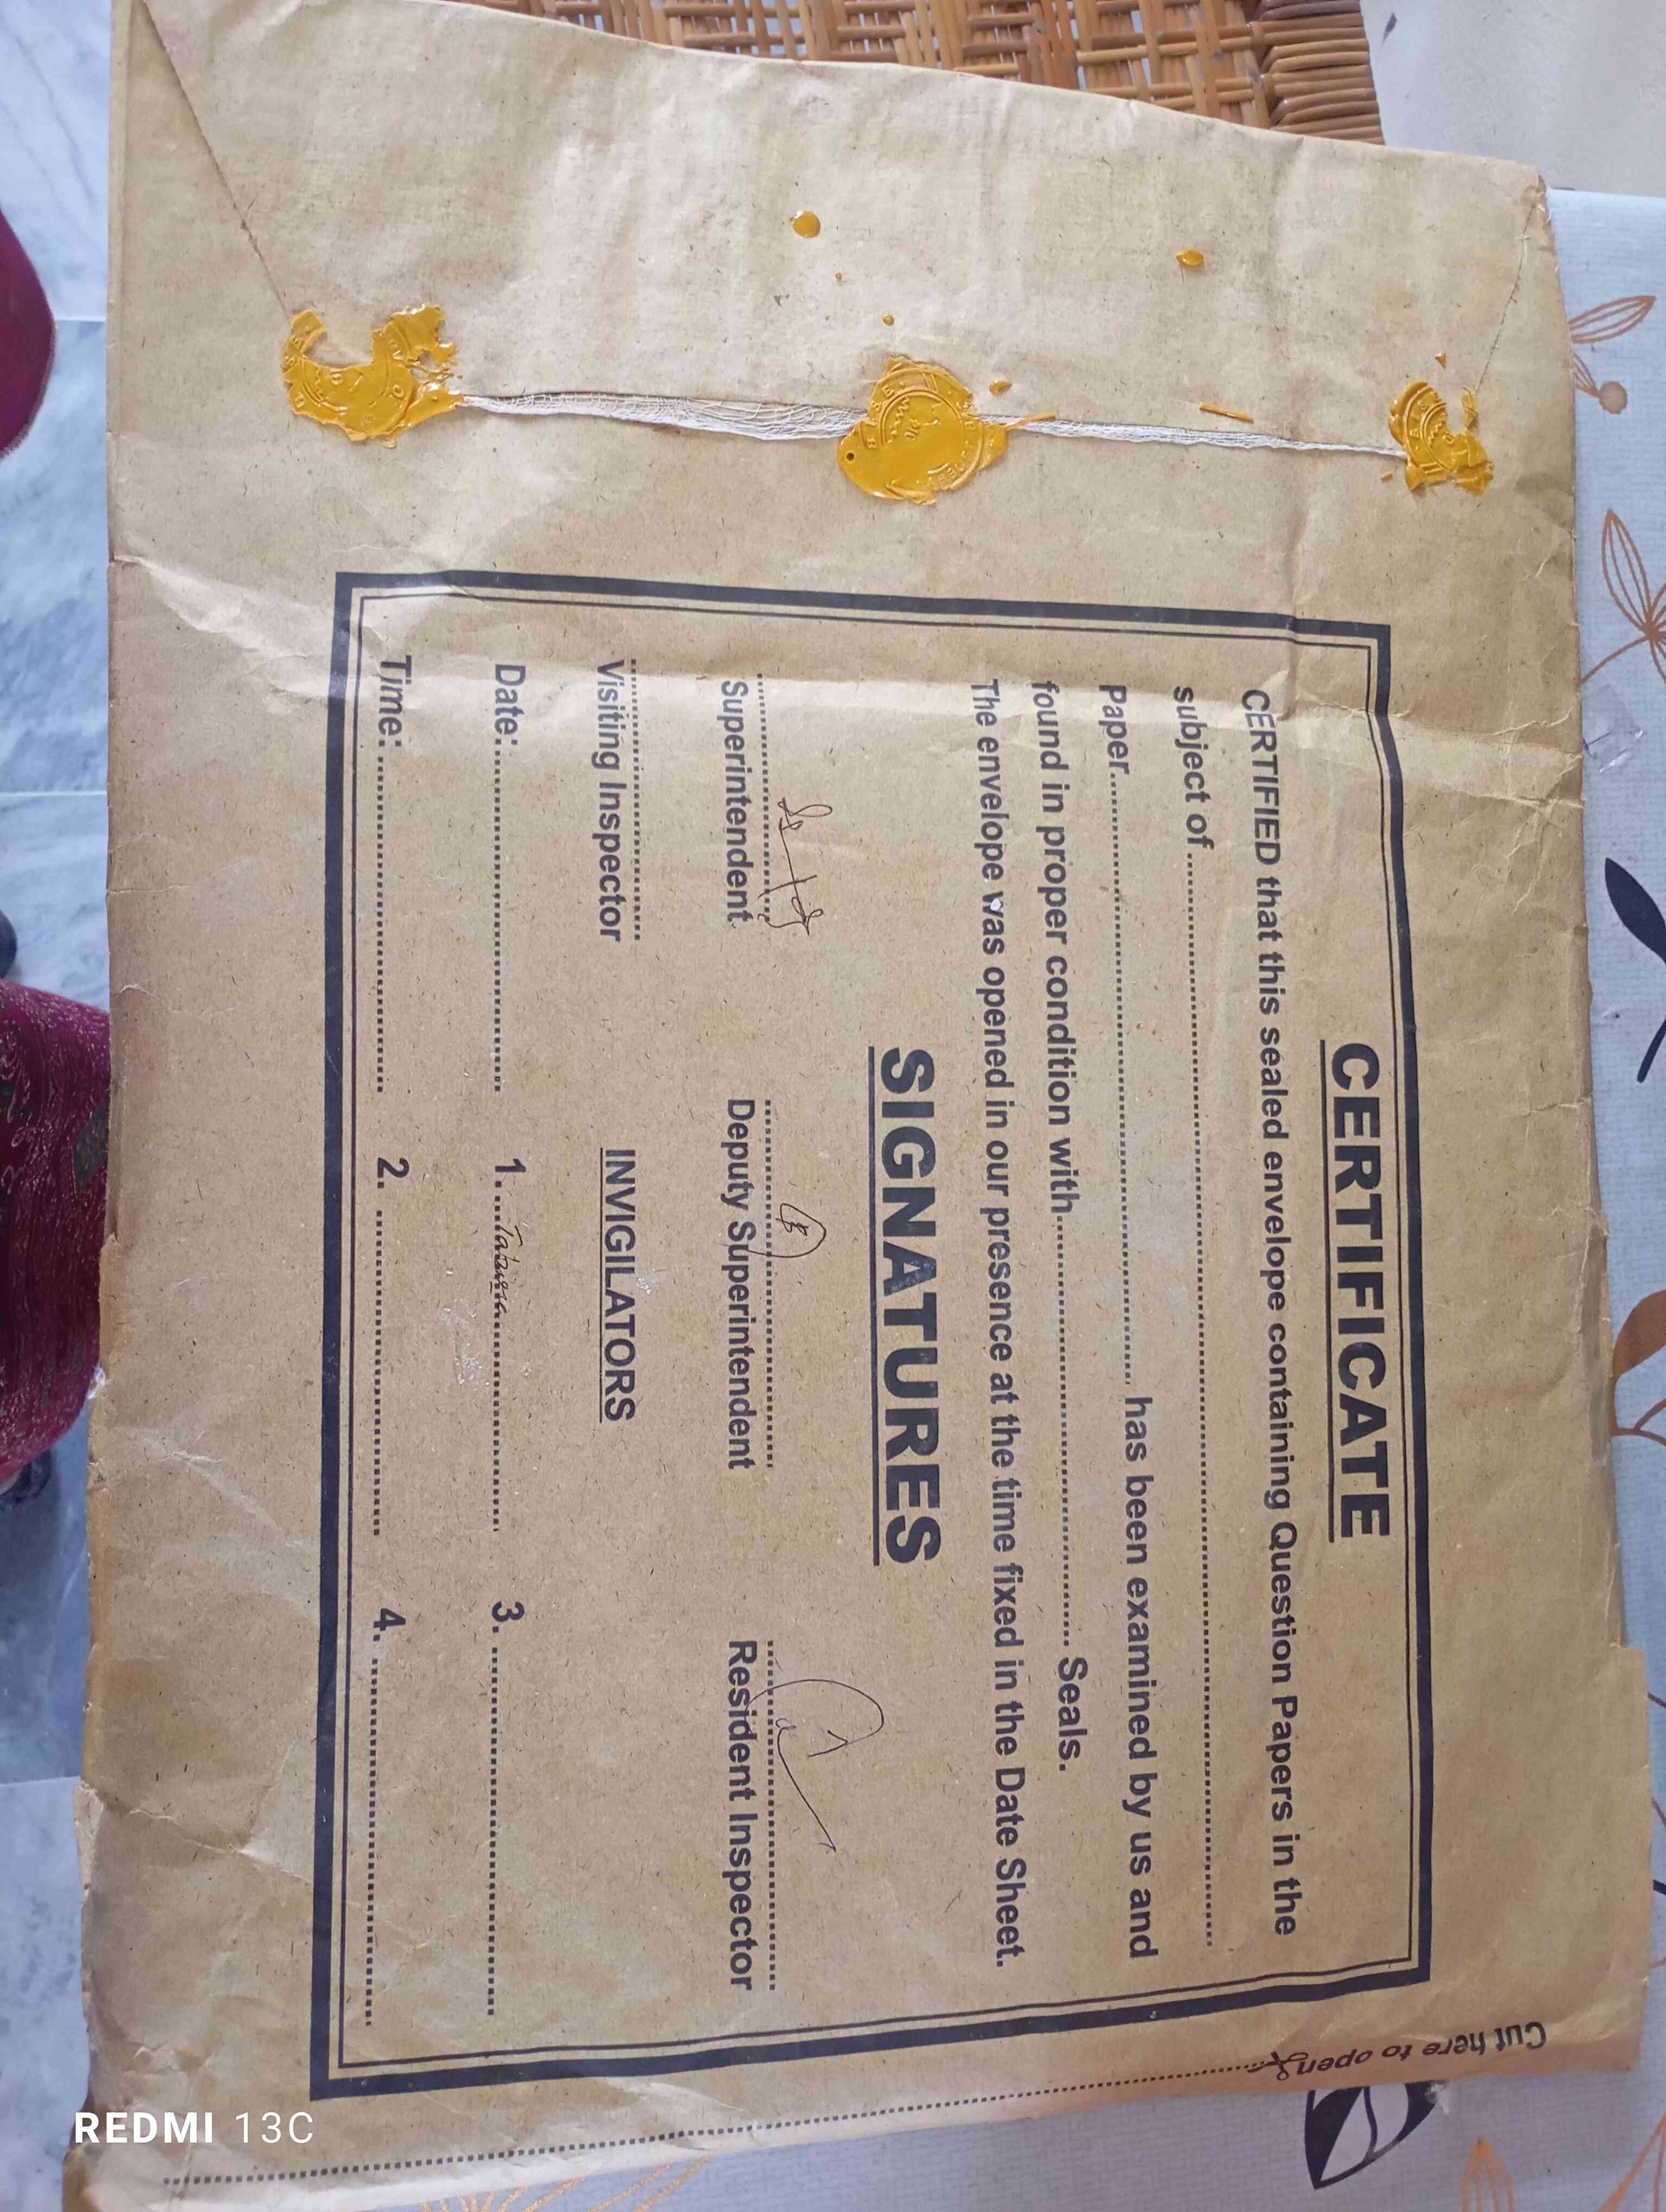 CERTIFICATE
CERTIFIED that this sealed envelope containing Question Papers in the
subject of
Paper has been examined by us and
found in proper condition with Seals.
The envelope was opened in our presence at the time fixed in the Date Sheet.
SIGNATURES
Superintendent Deputy Superintendent Resident Inspector
Visiting Inspector INVIGILATORS
Date: 1. 3.
Time: 2. 4.
Cut here to open
REDMI 13C